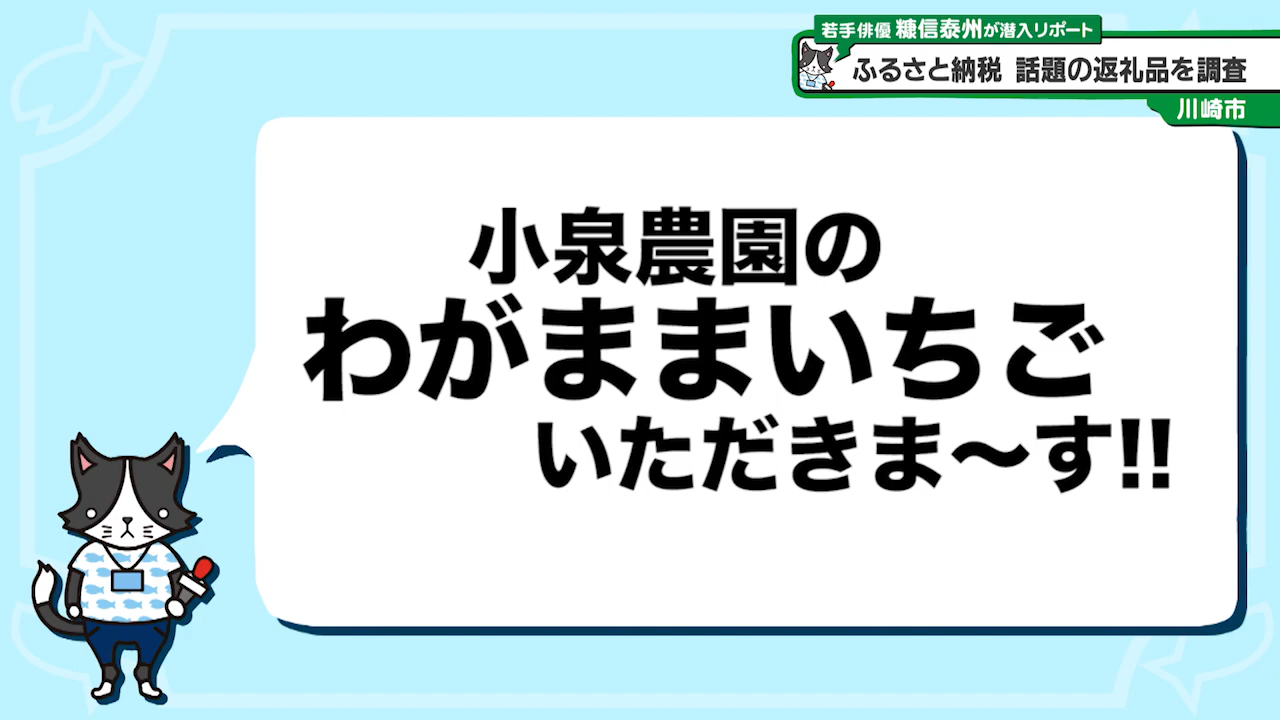 若手俳優 糠信泰州が潜入リポート
ふるさと納税 話題の返礼品を調査
川崎市
小泉農園の
わがままいちご
いただきま〜す!!